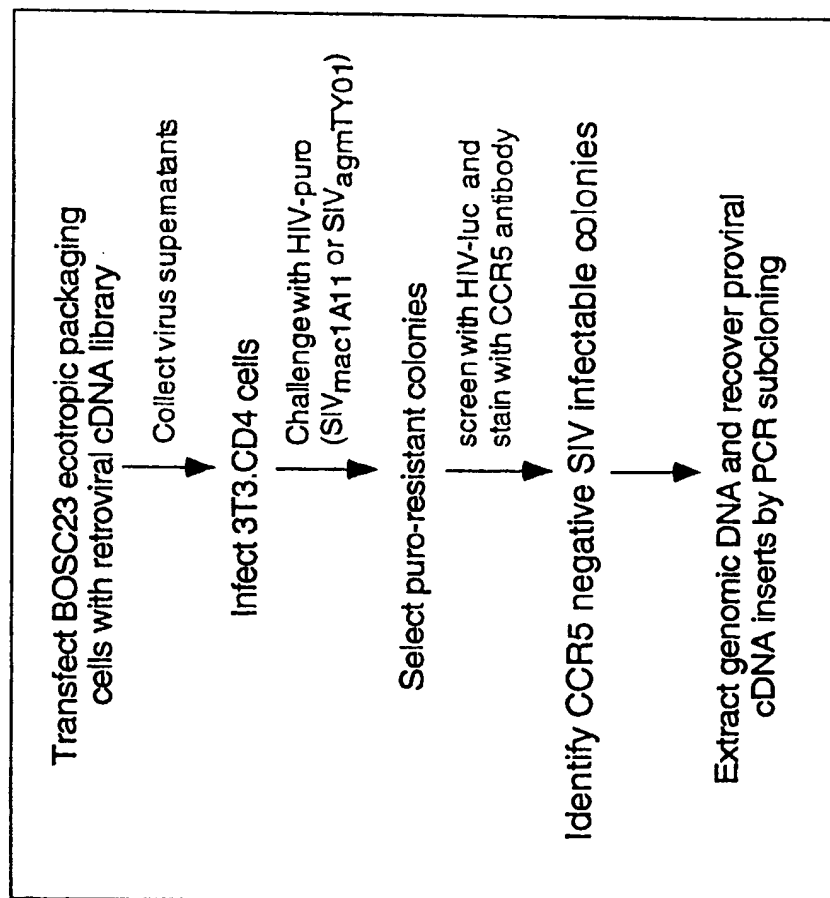 Transfect BOSC23 ecotropic packaging
cells with retroviral cDNA library
Collect virus supernatants
Infect 3T3.CD4 cells
Challenge with HIV-puro
(SIVmac1A11 or SIVagmTY01)
Select puro-resistant colonies
screen with HIV-luc and
stain with CCR5 antibody
Identify CCR5 negative SIV infectable colonies
Extract genomic DNA and recover proviral
cDNA inserts by PCR subcloning